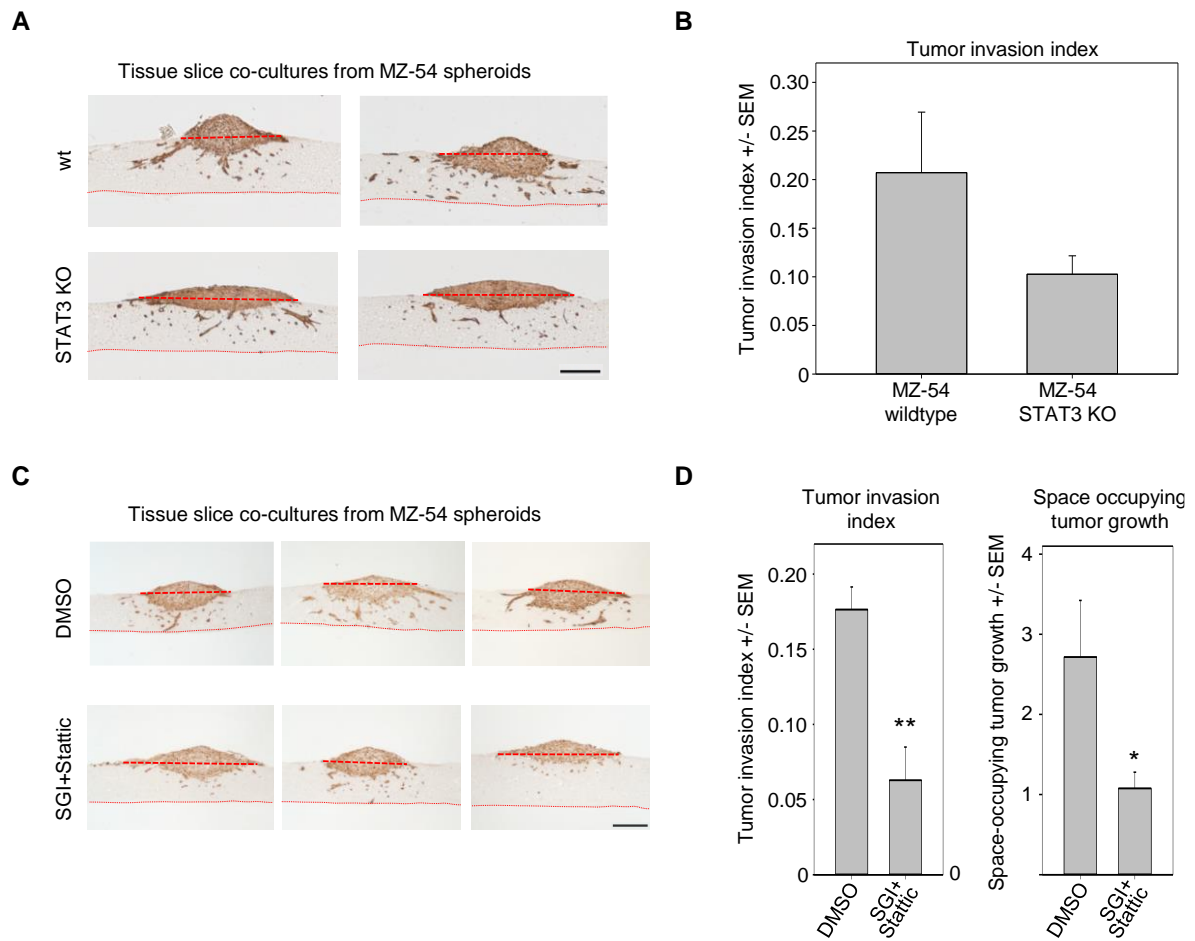 A
Tissue slice co-cultures from MZ-54 spheroids
wt
STAT3 KO
B
Tumor invasion index
Tumor invasion index +/- SEM
0.30
0.25
0.20
0.15
0.10
0.05
0
MZ-54
wildtype
MZ-54
STAT3 KO
C
Tissue slice co-cultures from MZ-54 spheroids
DMSO
SGI+Stattic
D
Tumor invasion
index
Tumor invasion index +/- SEM
0.20
0.15
0.10
0.05
0
**
DMSO
SGI+
Stattic
Space occupying
tumor growth
Space-occupying tumor growth +/- SEM
4
3
2
1
0
*
DMSO
SGI+
Stattic